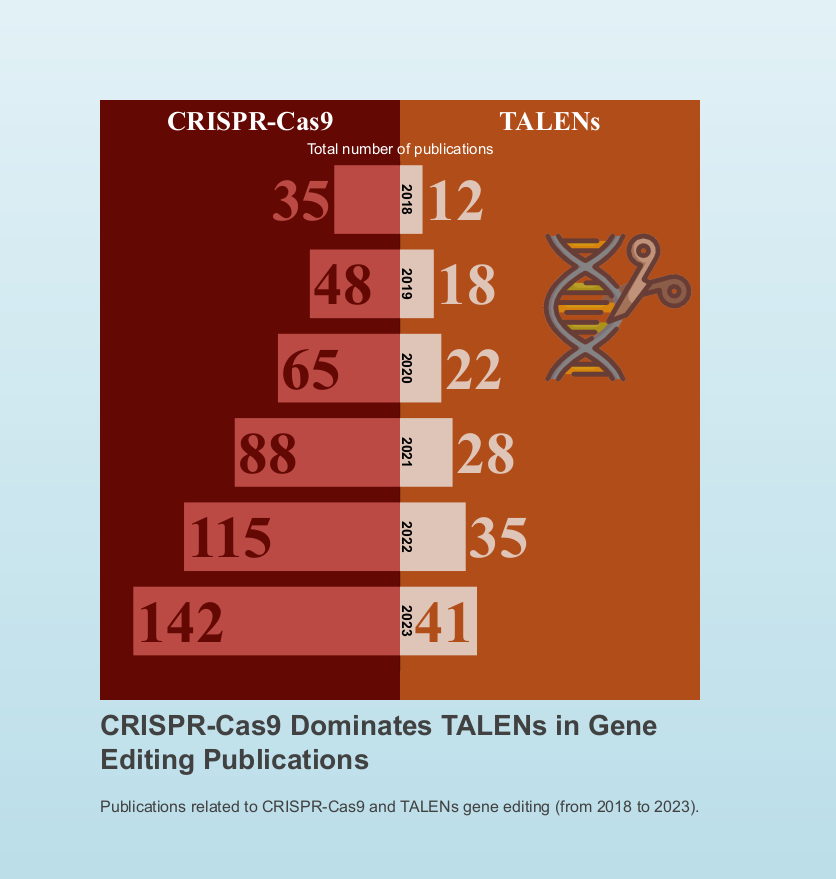 CRISPR-Cas9 TALENs
Total number of publications
35 2018 12
48 2019 18
65 2020 22
88 2021 28
115 2022 35
142 2023 41
CRISPR-Cas9 Dominates TALENs in Gene
Editing Publications
Publications related to CRISPR-Cas9 and TALENs gene editing (from 2018 to 2023).